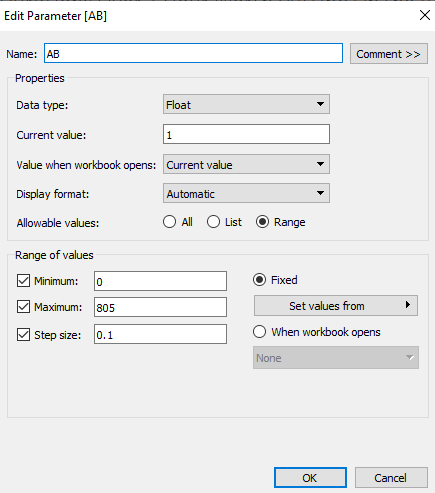 Edit Parameter [AB]
Name: AB Comment >>
Properties
Data type: Float
Current value: 1
Value when workbook opens: Current value
Display format: Automatic
Allowable values: All List Range
Range of values
Minimum: 0 Fixed
Maximum: 805 Set values from
Step size: 0.1 When workbook opens
None
OK Cancel